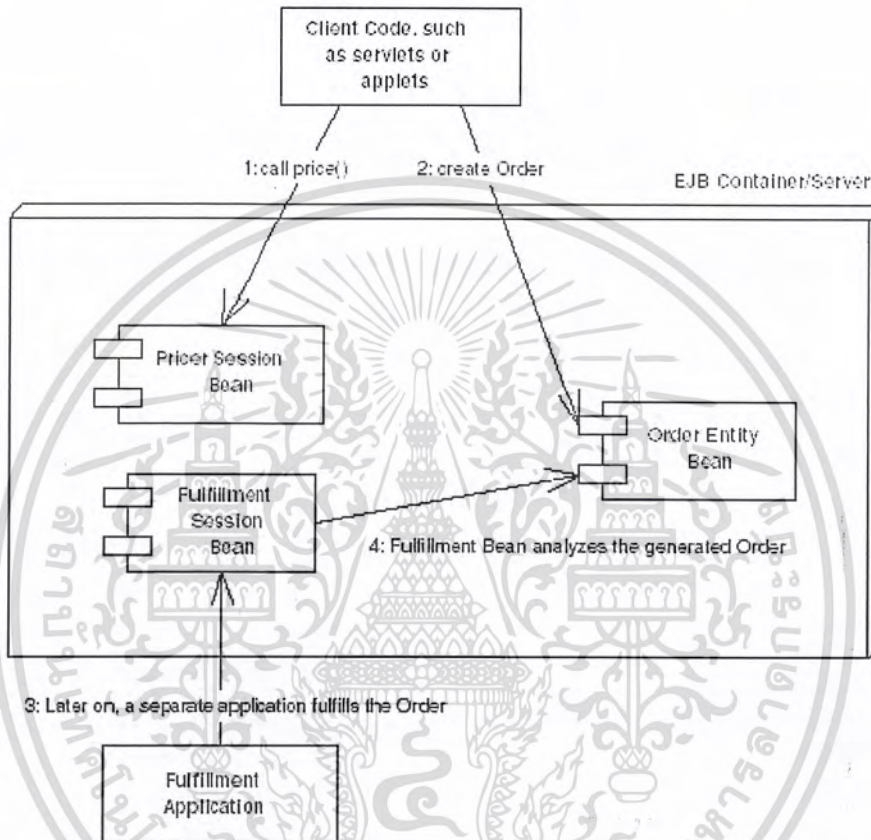 Client Code, such
as servlets or
applets
1: call price()
2: create Order
EJB Container/Server
Pricer Session
Bean
Order Entity
Bean
Fulfillment
Session
Bean
4: Fulfillment Bean analyzes the generated Order
3: Later on, a separate application fulfills the Order
Fulfillment
Application